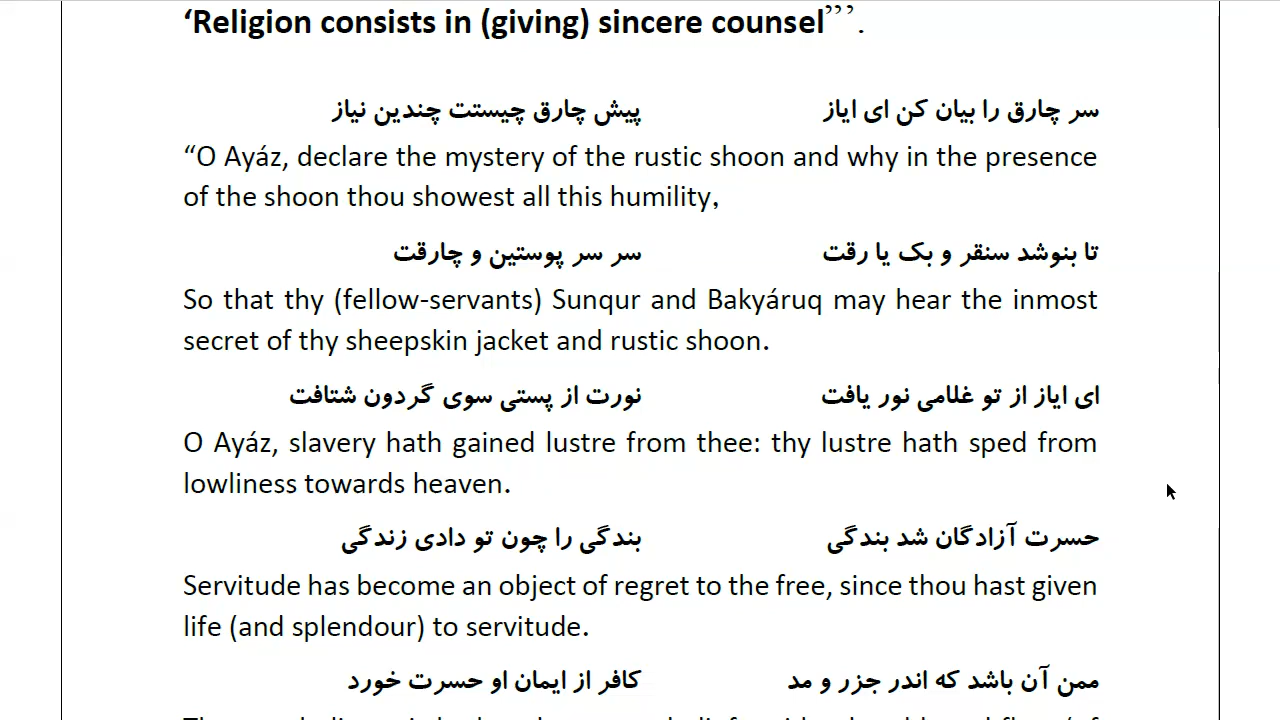 ‘Religion consists in (giving) sincere counsel’”.
سر چارق را بیان کن ای ایاز پیش چارق چیستت چندین نیاز
“O Ayáz, declare the mystery of the rustic shoon and why in the presence
of the shoon thou showest all this humility,
تا بنوشد سنقر و بک یا رقت سر سر پوستین و چارقت
So that thy (fellow-servants) Sunqur and Bakyáruq may hear the inmost
secret of thy sheepskin jacket and rustic shoon.
ای ایاز از تو غلامی نور یافت نورت از پستی سوی گردون شتافت
O Ayáz, slavery hath gained lustre from thee: thy lustre hath sped from
lowliness towards heaven.
حسرت آزادگان شد بندگی بندگی را چون تو دادی زندگی
Servitude has become an object of regret to the free, since thou hast given
life (and splendour) to servitude.
ممن آن باشد که اندر جزر و مد کافر از ایمان او حسرت خورد